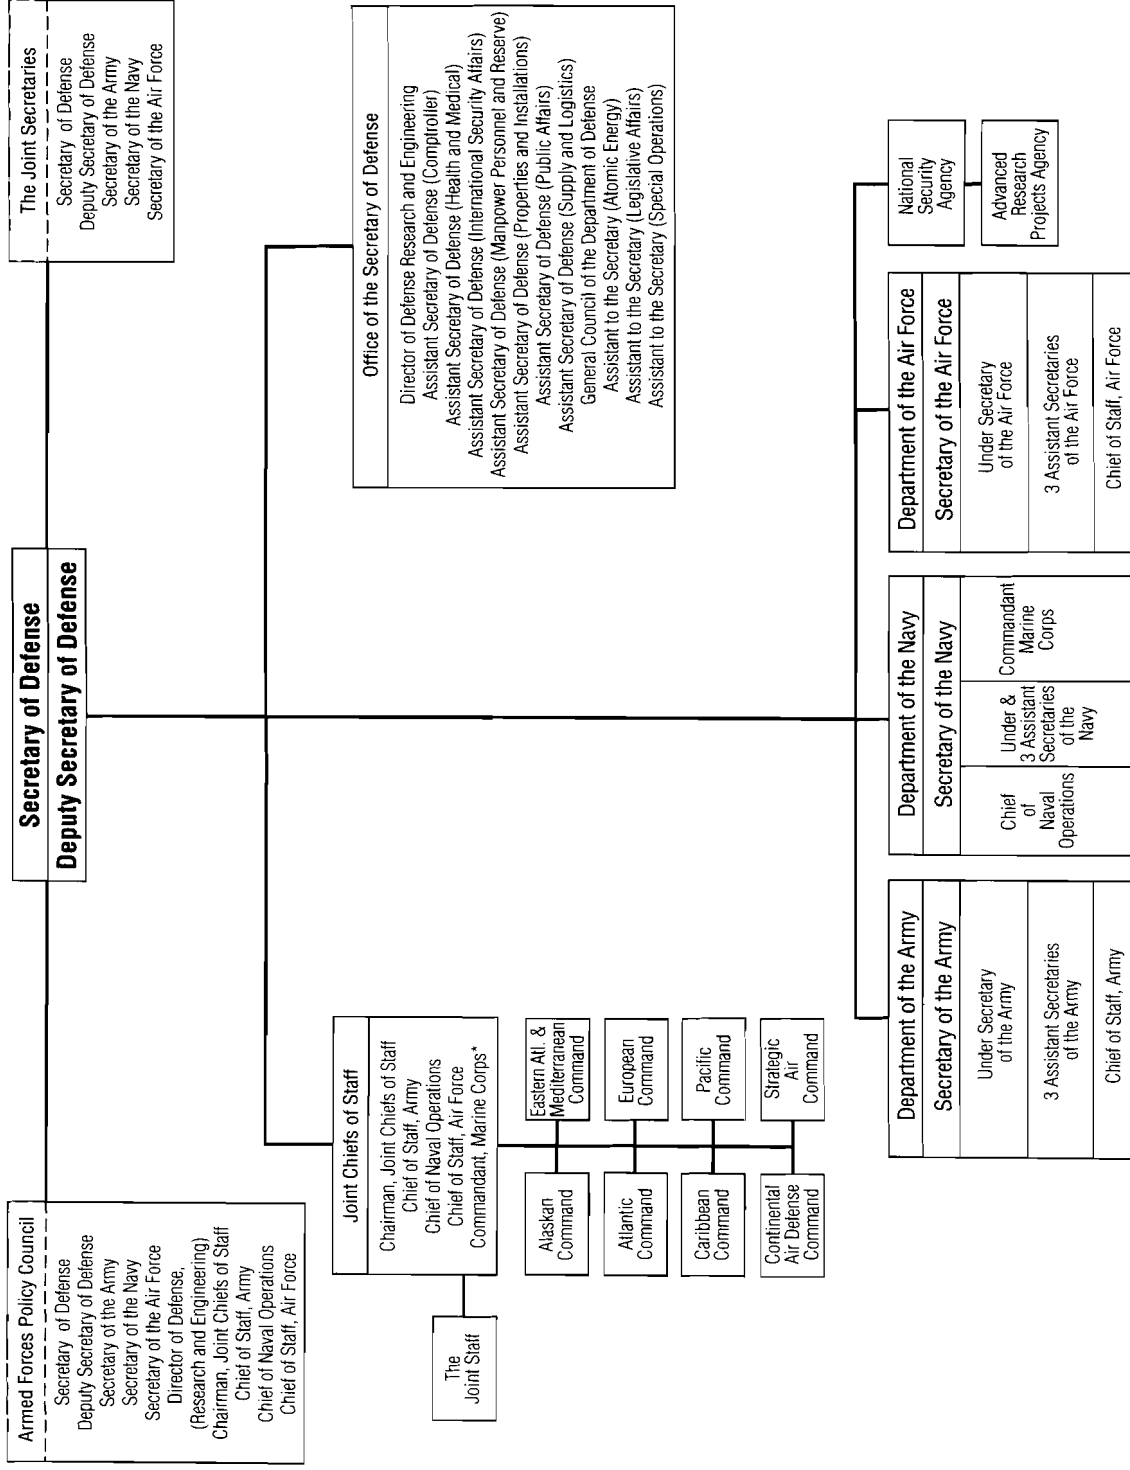 Armed Forces Policy Council
Secretary of Defense
Deputy Secretary of Defense
Secretary of the Army
Secretary of the Navy
Secretary of the Air Force
Director of Defense,
(Research and Engineering)
Chairman, Joint Chiefs of Staff
Chief of Staff, Army
Chief of Naval Operations
Chief of Staff, Air Force
Secretary of Defense
Deputy Secretary of Defense
The Joint Secretaries
Secretary of Defense
Deputy Secretary of Defense
Secretary of the Army
Secretary of the Navy
Secretary of the Air Force
Joint Chiefs of Staff
Chairman, Joint Chiefs of Staff
Chief of Staff, Army
Chief of Naval Operations
Chief of Staff, Air Force
Commandant, Marine Corps*
The
Joint Staff
Alaskan
Command
Eastern Atl. &
Mediterranean
Command
Atlantic
Command
European
Command
Caribbean
Command
Pacific
Command
Continental
Air Defense
Command
Strategic
Air
Command
Office of the Secretary of Defense
Director of Defense Research and Engineering
Assistant Secretary of Defense (Comptroller)
Assistant Secretary of Defense (Health and Medical)
Assistant Secretary of Defense (International Security Affairs)
Assistant Secretary of Defense (Manpower Personnel and Reserve)
Assistant Secretary of Defense (Properties and Installations)
Assistant Secretary of Defense (Public Affairs)
Assistant Secretary of Defense (Supply and Logistics)
General Council of the Department of Defense
Assistant to the Secretary (Atomic Energy)
Assistant to the Secretary (Legislative Affairs)
Assistant to the Secretary (Special Operations)
Department of the Army
Secretary of the Army
Under Secretary
of the Army
3 Assistant Secretaries
of the Army
Chief of Staff, Army
Department of the Navy
Secretary of the Navy
Chief
of
Naval
Operations
Under &
3 Assistant
Secretaries
of the
Navy
Commandant
Marine
Corps
Department of the Air Force
Secretary of the Air Force
Under Secretary
of the Air Force
3 Assistant Secretaries
of the Air Force
Chief of Staff, Air Force
National
Security
Agency
Advanced
Research
Projects Agency